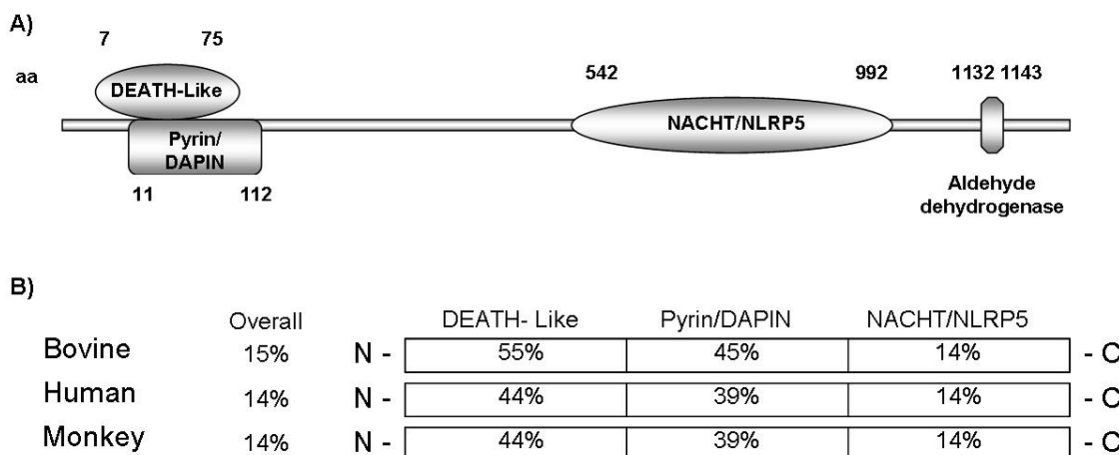 A)
7 75 542 992 1132 1143
aa
DEATH-Like
NACHT/NLRP5
Pyrin/
DAPIN
11 112
Aldehyde
dehydrogenase
B)
Overall DEATH- Like Pyrin/DAPIN NACHT/NLRP5
Bovine 15% N - 55% 45% 14% - C
Human 14% N - 44% 39% 14% - C
Monkey 14% N - 44% 39% 14% - C